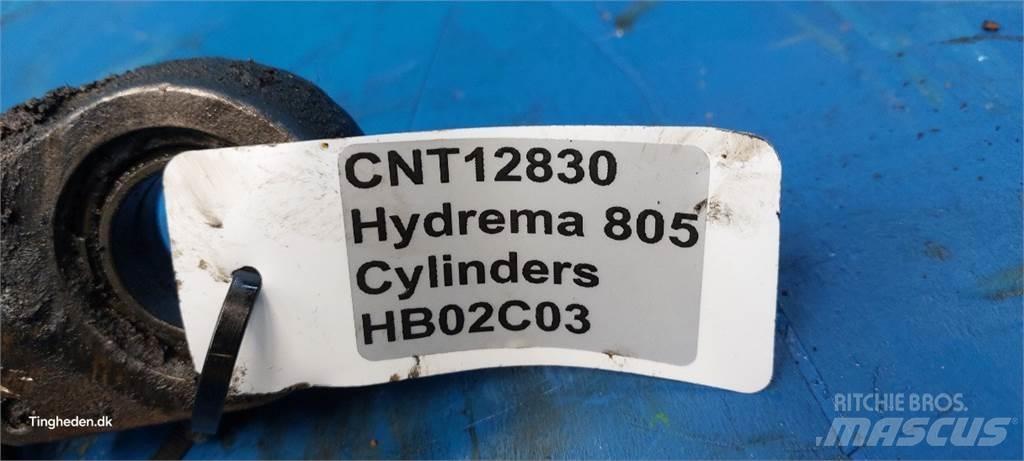 CNT12830
Hydrema 805
Cylinders
HB02C03
Tingheden.dk
RITCHIE BROS.
MASCUS